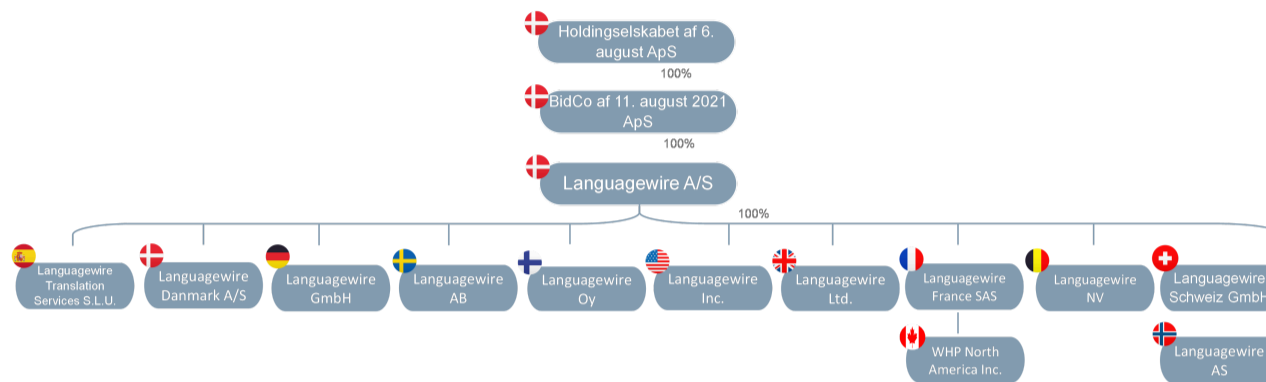 Holdingselskabet af 6.
august ApS
100%
BidCo af 11. august 2021
ApS
100%
Languagewire A/S
100%
Languagewire
Translation
Services S.L.U.
Languagewire
Danmark A/S
Languagewire
GmbH
Languagewire
AB
Languagewire
Oy
Languagewire
Inc.
Languagewire
Ltd.
Languagewire
France SAS
Languagewire
NV
Languagewire
Schweiz GmbH
WHP North
America Inc.
Languagewire
AS